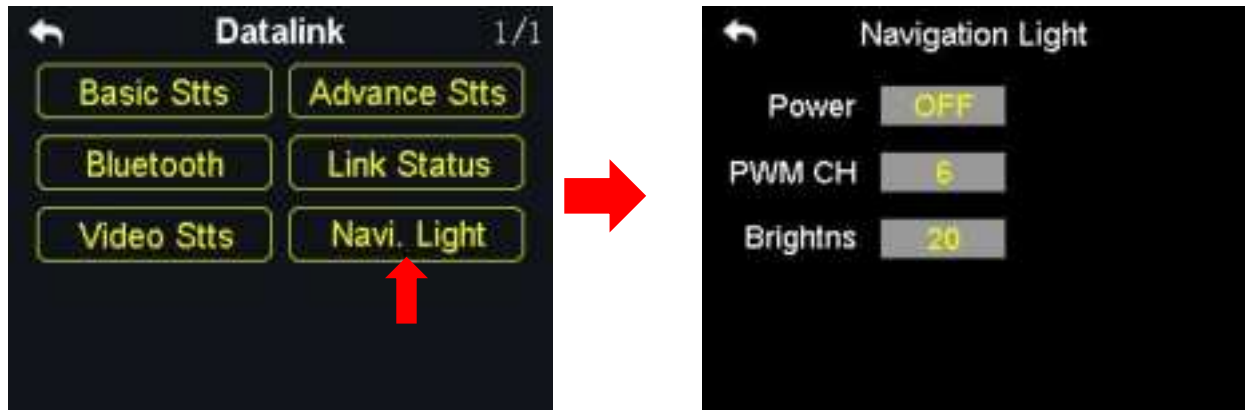 Datalink 1/1
Basic Stts Advance Stts
Bluetooth Link Status
Video Stts Navi. Light
Navigation Light
Power OFF
PWM CH 6
Brightns 20